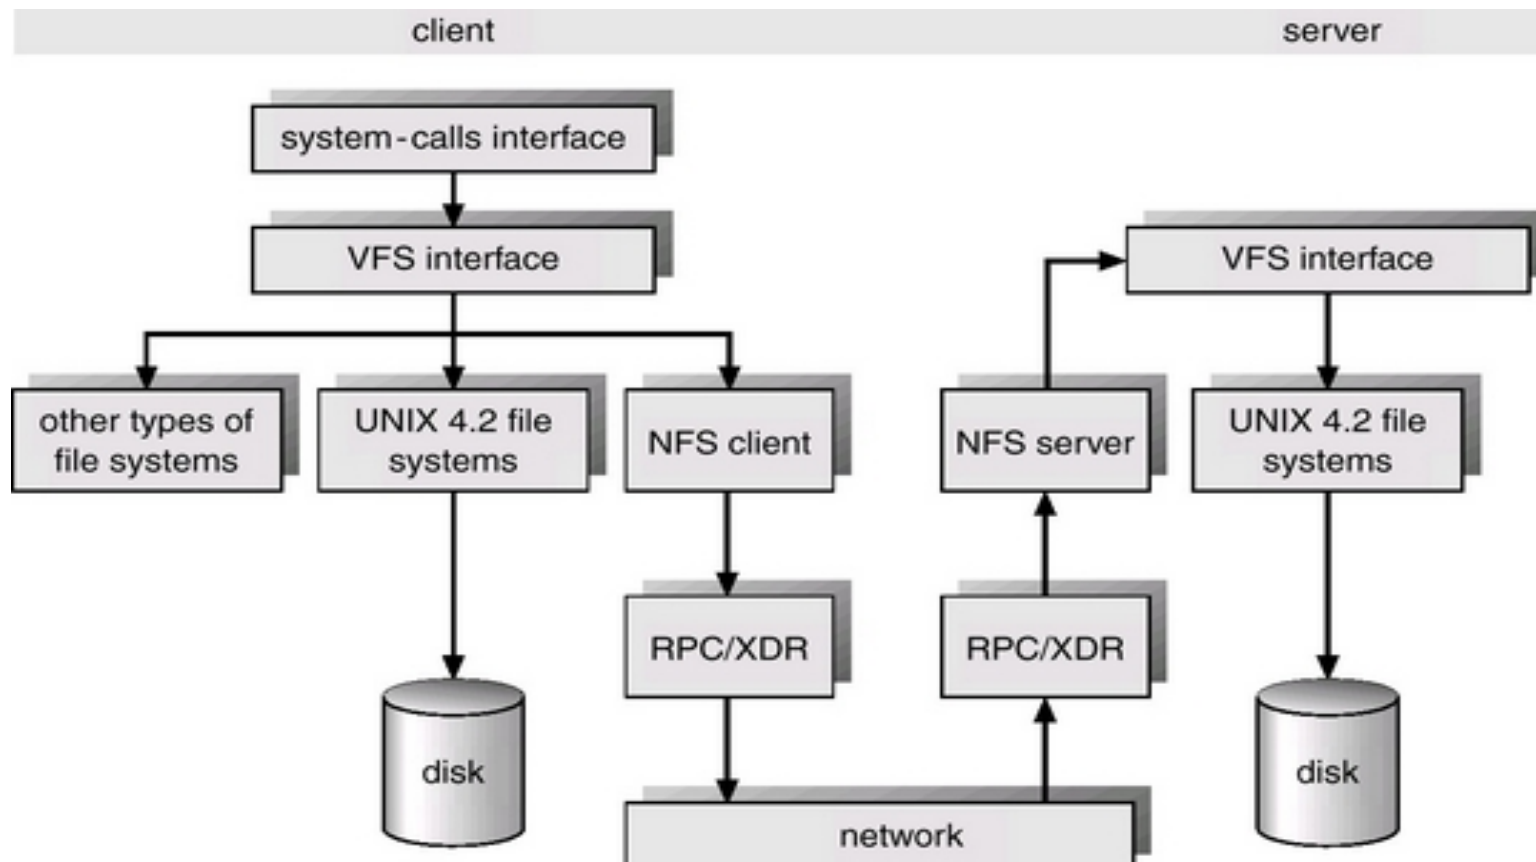 client
server
system-calls interface
VFS interface
VFS interface
other types of
file systems
UNIX 4.2 file
systems
NFS client
NFS server
UNIX 4.2 file
systems
RPC/XDR
RPC/XDR
disk
disk
network